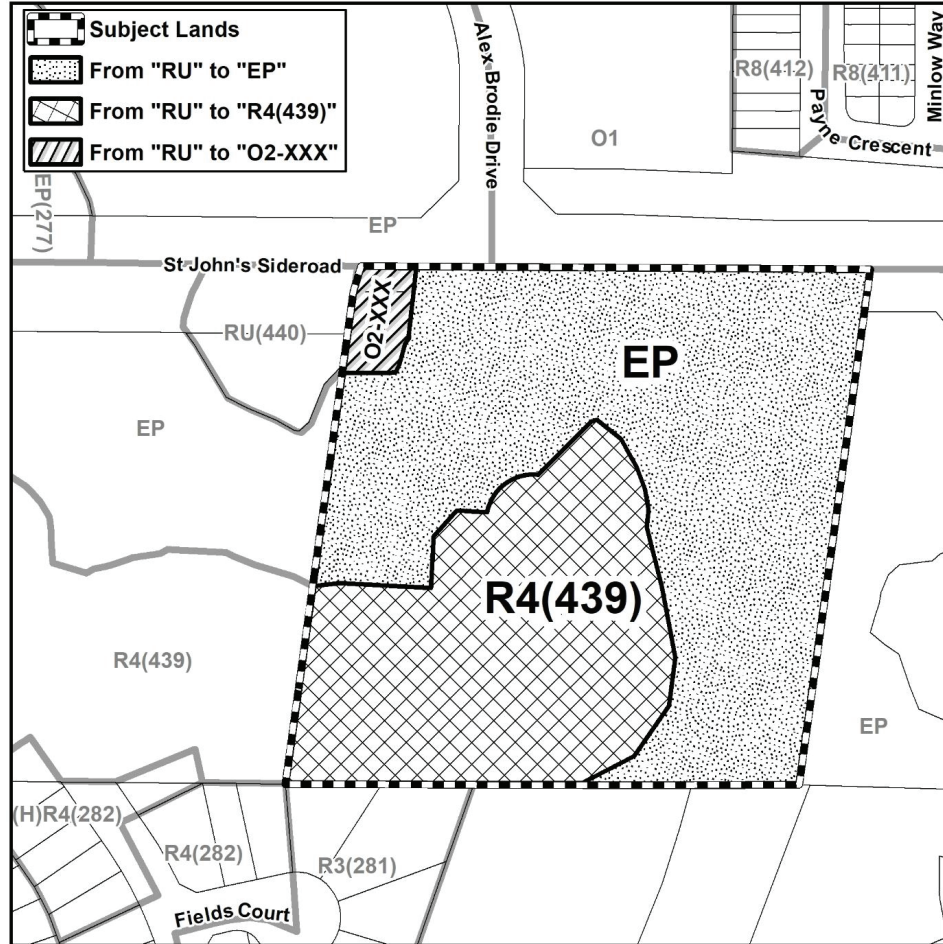 Subject Lands
From "RU" to "EP"
From "RU" to "R4(439)"
From "RU" to "O2-XXX"
Alex Brodie Drive
R8(412)
R8(411)
Minlow Way
Payne Crescent
O1
EP(277)
EP
St John's Sideroad
RU(440)
O2-XXX
EP
EP
R4(439)
R4(439)
EP
(H)R4(282)
R4(282)
R3(281)
Fields Court